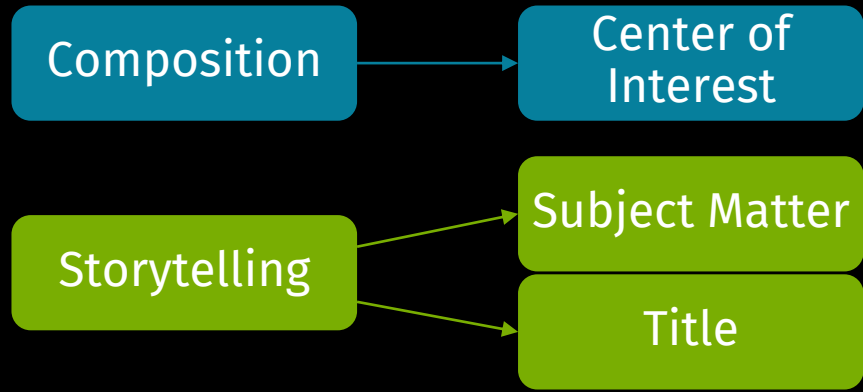 Composition
Center of
Interest
Storytelling
Subject Matter
Title